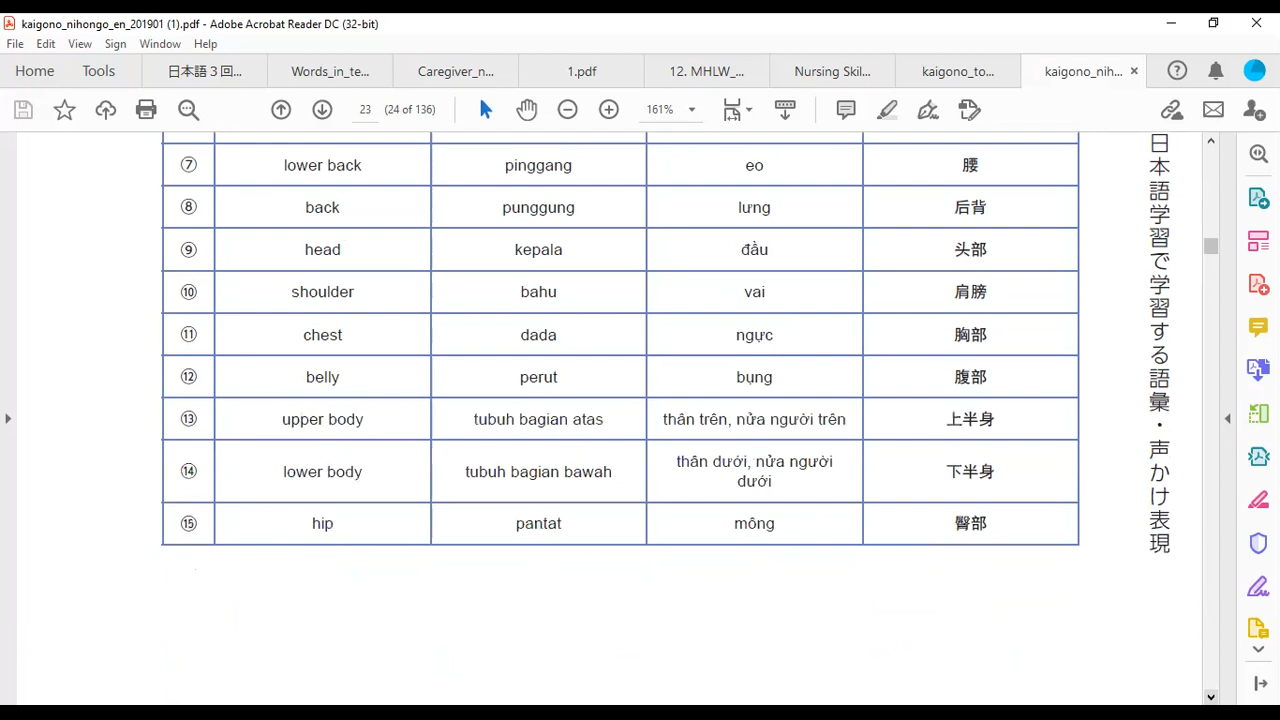 kaigono_nihongo_en_201901 (1).pdf - Adobe Acrobat Reader DC (32-bit)
File Edit View Sign Window Help
Home Tools 日本語３回... Words_in_te... Caregiver_n... 1.pdf 12. MHLW_... Nursing Skil... kaigono_to... kaigono_nih...
23 (24 of 136) 161%
⑦ lower back pinggang eo 腰
⑧ back punggung lưng 后背
⑨ head kepala đầu 头部
⑩ shoulder bahu vai 肩膀
⑪ chest dada ngực 胸部
⑫ belly perut bụng 腹部
⑬ upper body tubuh bagian atas thân trên, nửa người trên 上半身
⑭ lower body tubuh bagian bawah thân dưới, nửa người
dưới 下半身
⑮ hip pantat mông 臀部
日本語学習で学習する語彙・声かけ表現